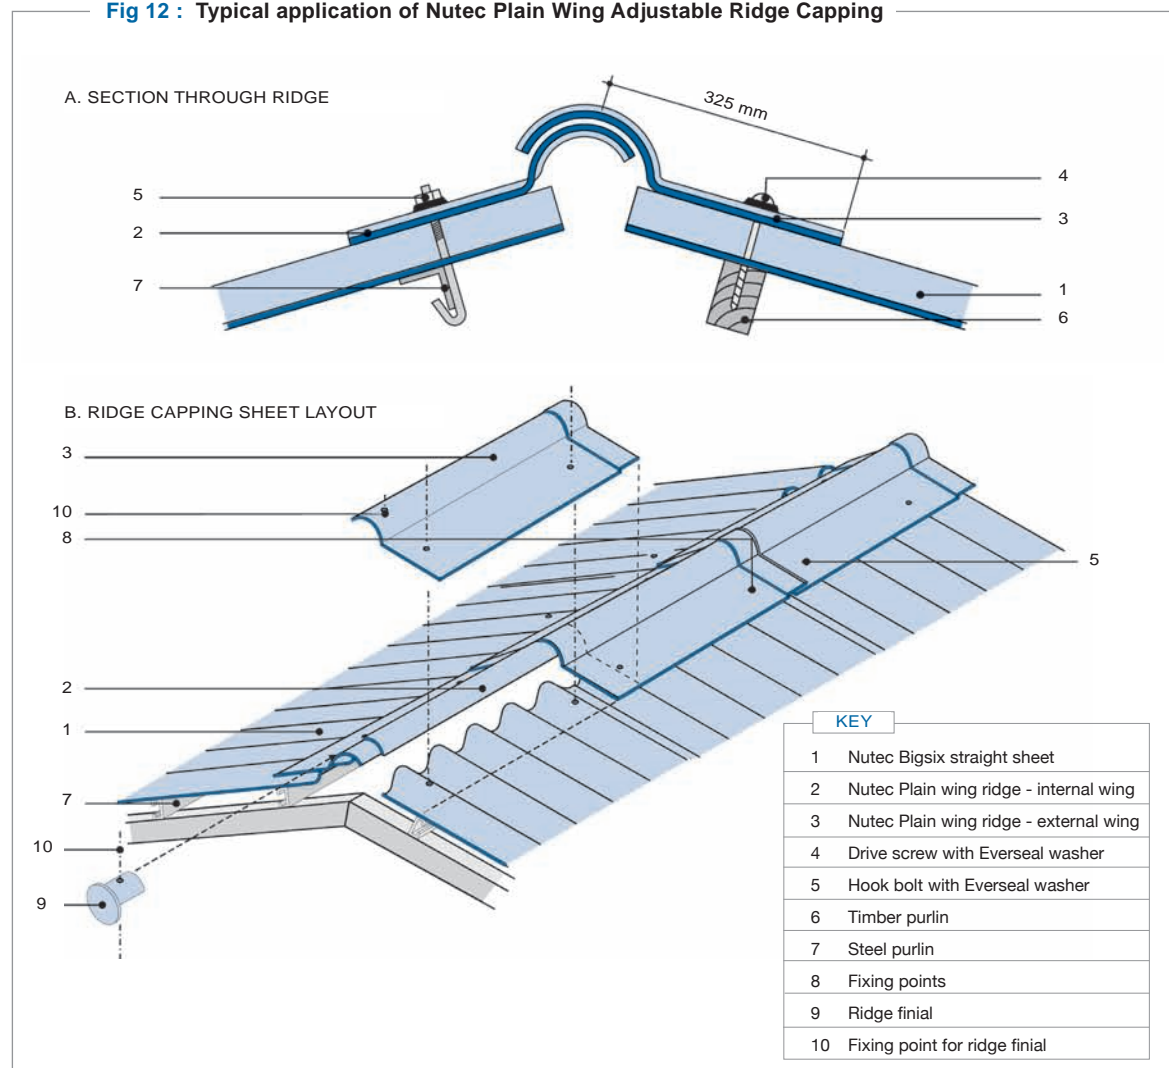 Fig 12 : Typical application of Nutec Plain Wing Adjustable Ridge Capping
A. SECTION THROUGH RIDGE
325 mm
5
4
2
3
7
1
6
B. RIDGE CAPPING SHEET LAYOUT
3
10
8
5
2
1
7
10
9
KEY
1 Nutec Bigsix straight sheet
2 Nutec Plain wing ridge - internal wing
3 Nutec Plain wing ridge - external wing
4 Drive screw with Everseal washer
5 Hook bolt with Everseal washer
6 Timber purlin
7 Steel purlin
8 Fixing points
9 Ridge finial
10 Fixing point for ridge finial